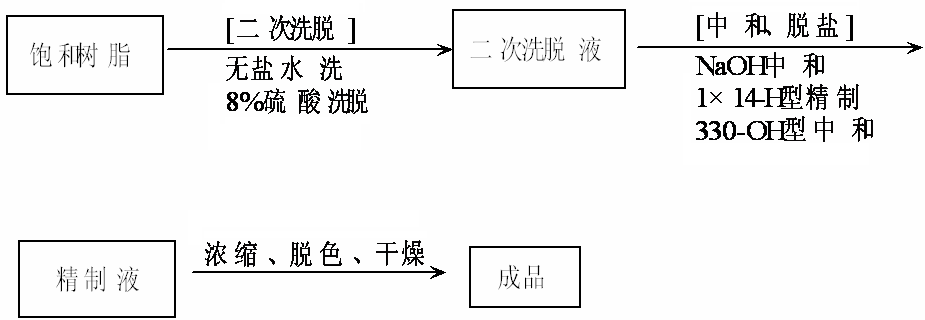 饱和树脂
[二次洗脱]
无盐水洗
8%硫酸洗脱
二次洗脱液
[中和、脱盐]
NaOH中和
1×14-H型精制
330-OH型中和
精制液
浓缩、脱色、干燥
成品